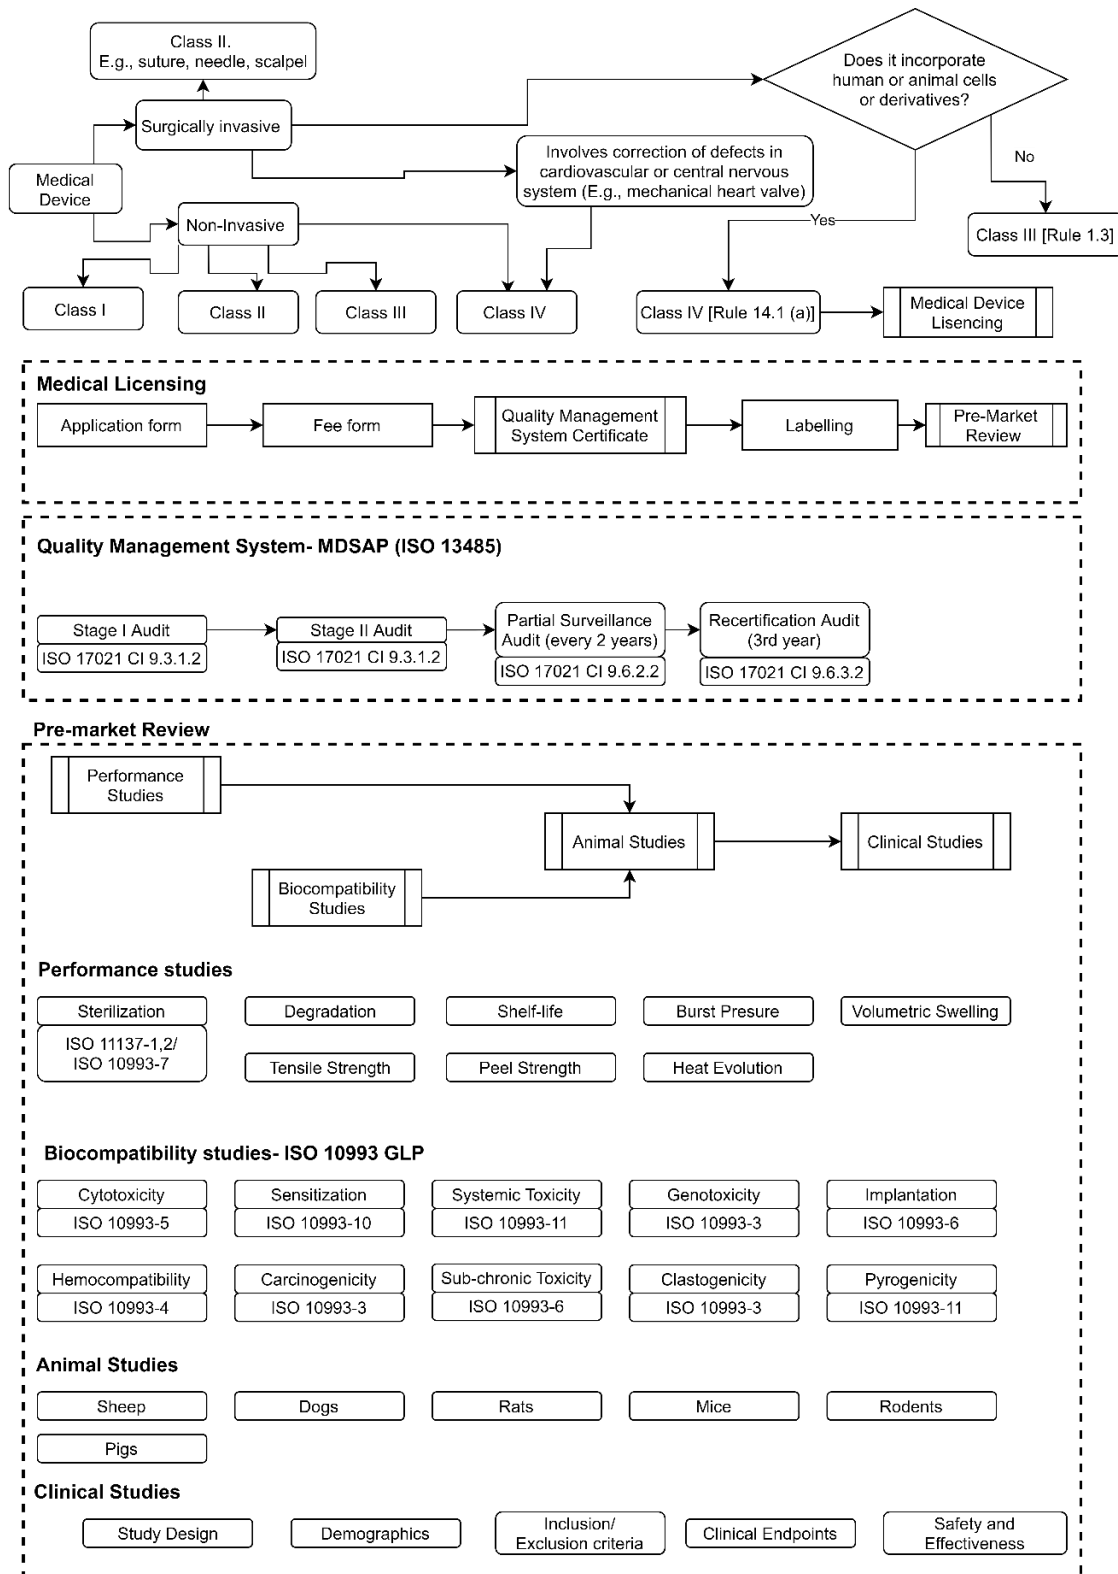 Class II.
E.g., suture, needle, scalpel
Does it incorporate
human or animal cells
or derivatives?
Surgically invasive
Involves correction of defects in
cardiovascular or central nervous
system (E.g., mechanical heart valve)
No
Medical
Device
Yes
Non-Invasive
Class III [Rule 1.3]
Class I
Class II
Class III
Class IV
Class IV [Rule 14.1 (a)]
Medical Device
Lisencing
Medical Licensing
Application form
Fee form
Quality Management
System Certificate
Labelling
Pre-Market
Review
Quality Management System- MDSAP (ISO 13485)
Stage I Audit
ISO 17021 CI 9.3.1.2
Stage II Audit
ISO 17021 CI 9.3.1.2
Partial Surveillance
Audit (every 2 years)
ISO 17021 CI 9.6.2.2
Recertification Audit
(3rd year)
ISO 17021 CI 9.6.3.2
Pre-market Review
Performance
Studies
Animal Studies
Clinical Studies
Biocompatibility
Studies
Performance studies
Sterilization
ISO 11137-1,2/
ISO 10993-7
Degradation
Shelf-life
Burst Presure
Volumetric Swelling
Tensile Strength
Peel Strength
Heat Evolution
Biocompatibility studies- ISO 10993 GLP
Cytotoxicity
ISO 10993-5
Sensitization
ISO 10993-10
Systemic Toxicity
ISO 10993-11
Genotoxicity
ISO 10993-3
Implantation
ISO 10993-6
Hemocompatibility
ISO 10993-4
Carcinogenicity
ISO 10993-3
Sub-chronic Toxicity
ISO 10993-6
Clastogenicity
ISO 10993-3
Pyrogenicity
ISO 10993-11
Animal Studies
Sheep
Dogs
Rats
Mice
Rodents
Pigs
Clinical Studies
Study Design
Demographics
Inclusion/
Exclusion criteria
Clinical Endpoints
Safety and
Effectiveness